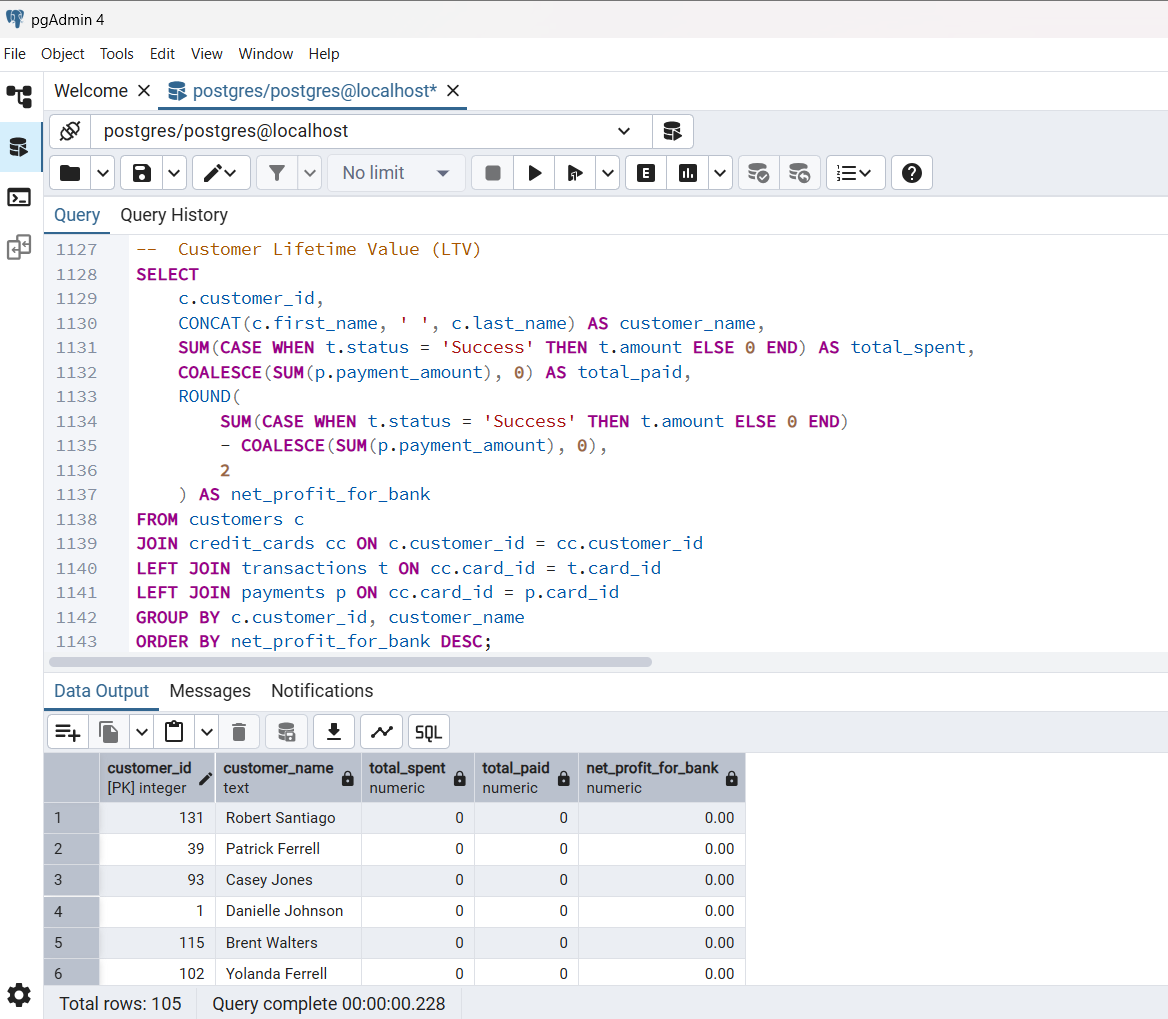 pgAdmin 4
File Object Tools Edit View Window Help
Welcome postgres/postgres@localhost*
postgres/postgres@localhost
No limit E
Query Query History
1127 --  Customer Lifetime Value (LTV)
1128 SELECT
1129     c.customer_id,
1130     CONCAT(c.first_name, ' ', c.last_name) AS customer_name,
1131     SUM(CASE WHEN t.status = 'Success' THEN t.amount ELSE 0 END) AS total_spent,
1132     COALESCE(SUM(p.payment_amount), 0) AS total_paid,
1133     ROUND(
1134         SUM(CASE WHEN t.status = 'Success' THEN t.amount ELSE 0 END)
1135         - COALESCE(SUM(p.payment_amount), 0),
1136         2
1137     ) AS net_profit_for_bank
1138 FROM customers c
1139 JOIN credit_cards cc ON c.customer_id = cc.customer_id
1140 LEFT JOIN transactions t ON cc.card_id = t.card_id
1141 LEFT JOIN payments p ON cc.card_id = p.card_id
1142 GROUP BY c.customer_id, customer_name
1143 ORDER BY net_profit_for_bank DESC;
Data Output Messages Notifications
SQL
customer_id customer_name total_spent total_paid net_profit_for_bank
[PK] integer text numeric numeric numeric
1 131 Robert Santiago 0 0 0.00
2 39 Patrick Ferrell 0 0 0.00
3 93 Casey Jones 0 0 0.00
4 1 Danielle Johnson 0 0 0.00
5 115 Brent Walters 0 0 0.00
6 102 Yolanda Ferrell 0 0 0.00
Total rows: 105 Query complete 00:00:00.228